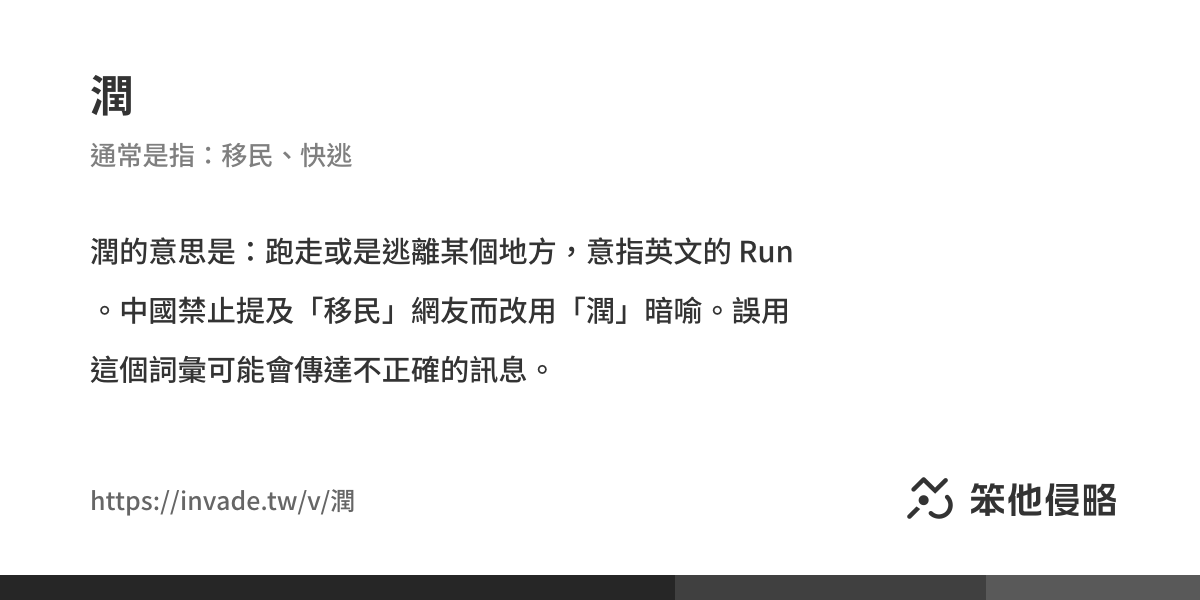 潤
通常是指：移民、快逃
潤的意思是：跑走或是逃離某個地方，意指英文的 Run
。中國禁止提及「移民」網友而改用「潤」暗喻。誤用
這個詞彙可能會傳達不正確的訊息。
https://invade.tw/v/潤
笨他侵略